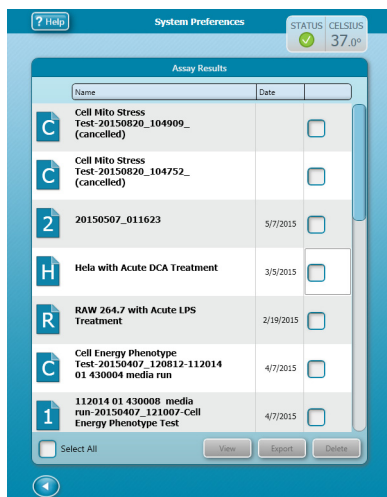 ? Help
System Preferences
STATUS CELSIUS
37.0°
Assay Results
Name Date
C
Cell Mito Stress
Test-20150820_104909_
(cancelled)
C
Cell Mito Stress
Test-20150820_104752_
(cancelled)
2
20150507_011623
5/7/2015
H
Hela with Acute DCA Treatment
3/5/2015
R
RAW 264.7 with Acute LPS
Treatment
2/19/2015
C
Cell Energy Phenotype
Test-20150407_120812-112014
01 430004 media run
4/7/2015
1
112014 01 430008 media
run-20150407_121007-Cell
Energy Phenotype Test
4/7/2015
Select All View Export Delete